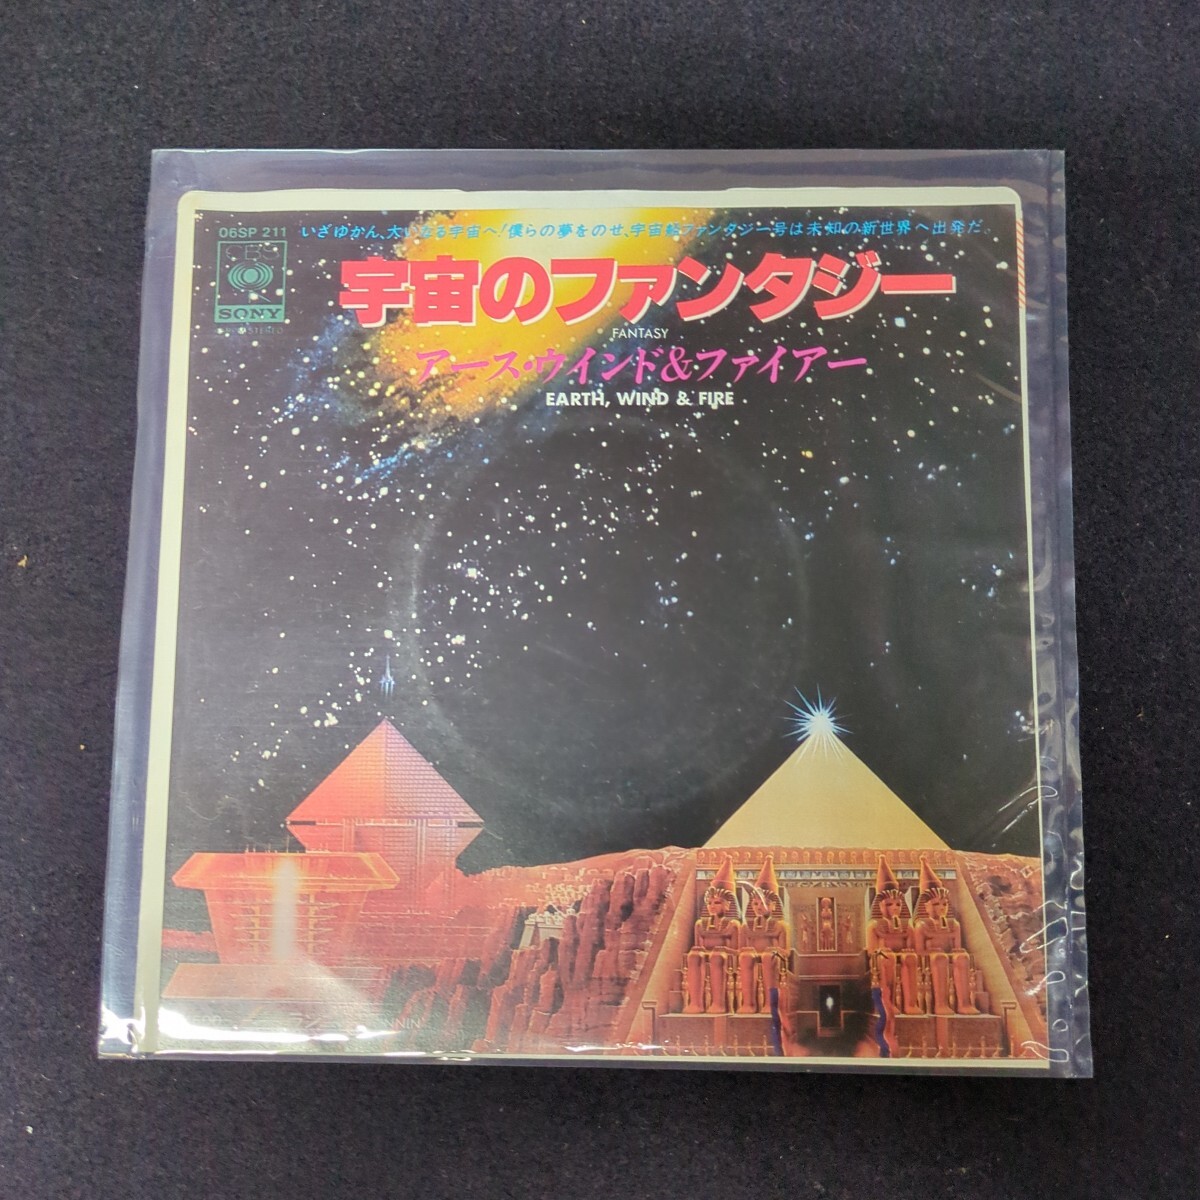 06SP 211
いざゆかん、大いなる宇宙へ!僕らの夢をのせ、宇宙船ファンタジー号は未知の新世界へ出発だ。
CBS
SONY
STEREO
宇宙のファンタジー
FANTASY
アース・ウインド&ファイアー
EARTH, WIND & FIRE